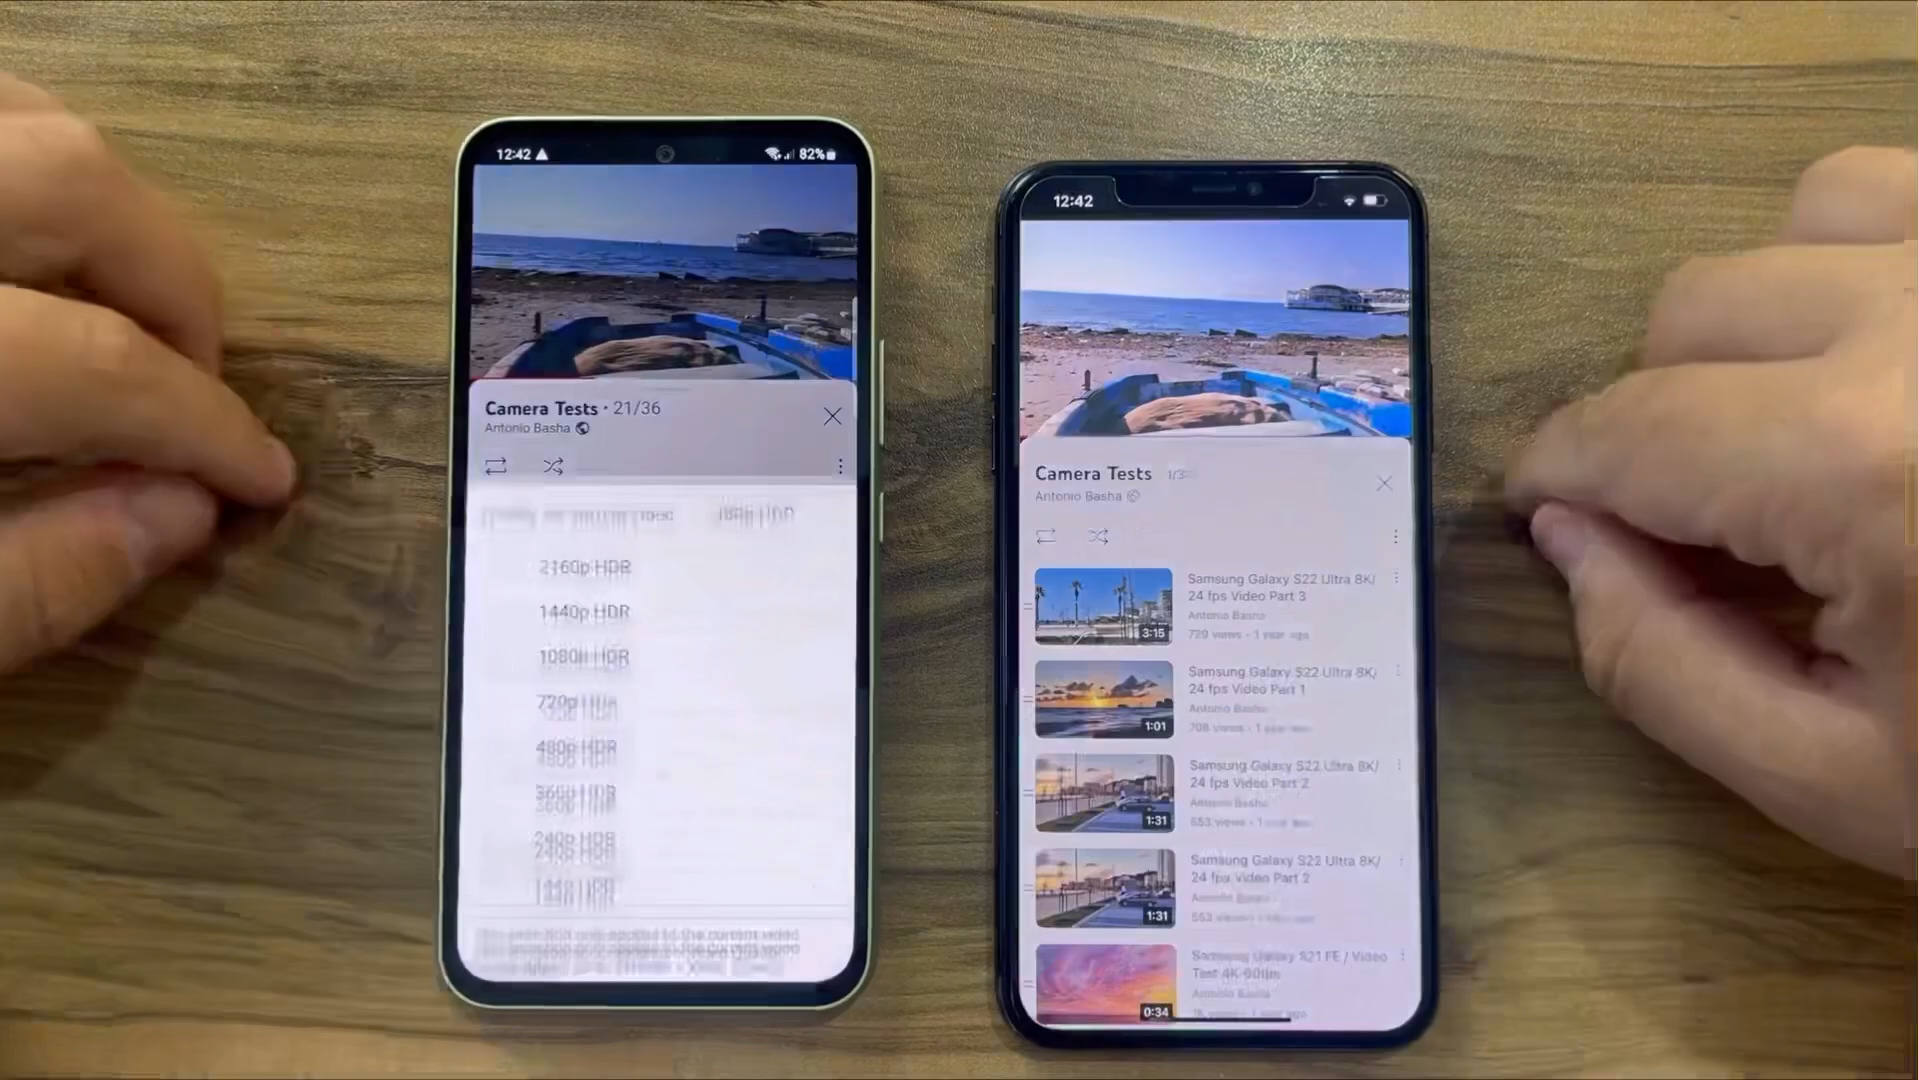 12:42
82%
Camera Tests · 21/36
Antonio Basha
2160p HDR
1440p HDR
1080p HDR
720p
480p HDR
360p HDR
240p HDR
12:42
Camera Tests
Antonio Basha
Samsung Galaxy S22 Ultra 8K/
24 fps Video Part 3
Antonio Basha
729 views · 1 year ago
3:15
Samsung Galaxy S22 Ultra 8K/
24 fps Video Part 1
Antonio Basha
708 views · 1 year ago
1:01
Samsung Galaxy S22 Ultra 8K/
24 fps Video Part 2
Antonio Basha
553 views · 1 year ago
1:31
Samsung Galaxy S22 Ultra 8K/
24 fps Video Part 2
Antonio Basha
553 views · 1 year ago
1:31
Samsung Galaxy S21 FE / Video
Test 4K 60fps
Antonio Basha
1 year ago
0:34